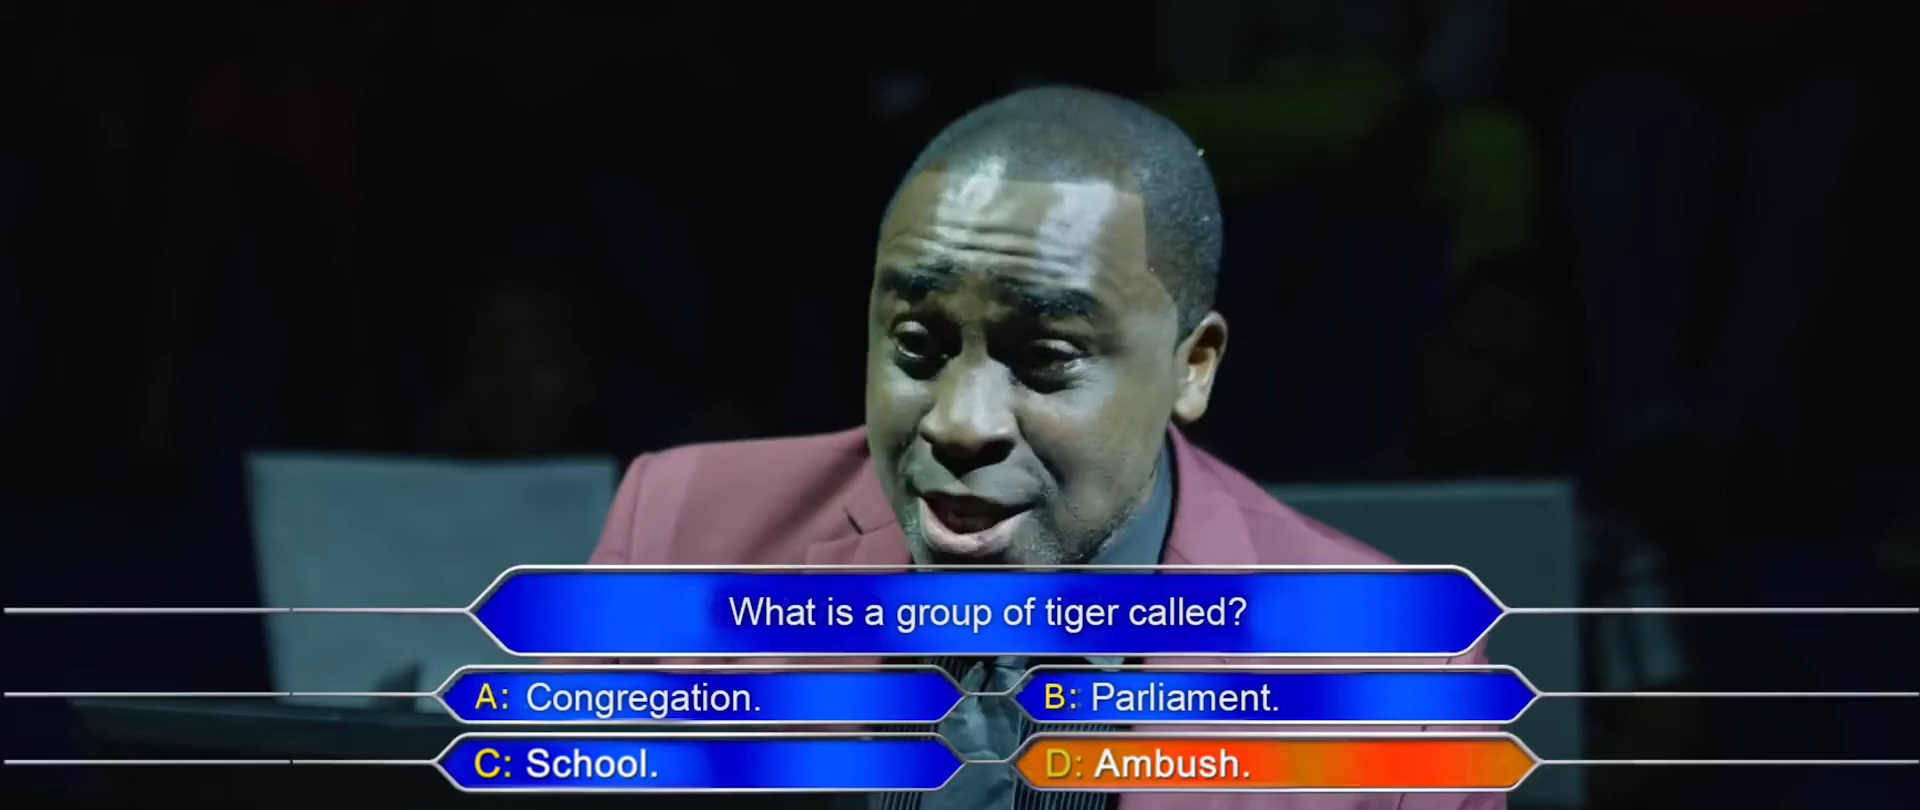 What is a group of tiger called?
A: Congregation.
B: Parliament.
C: School.
D: Ambush.